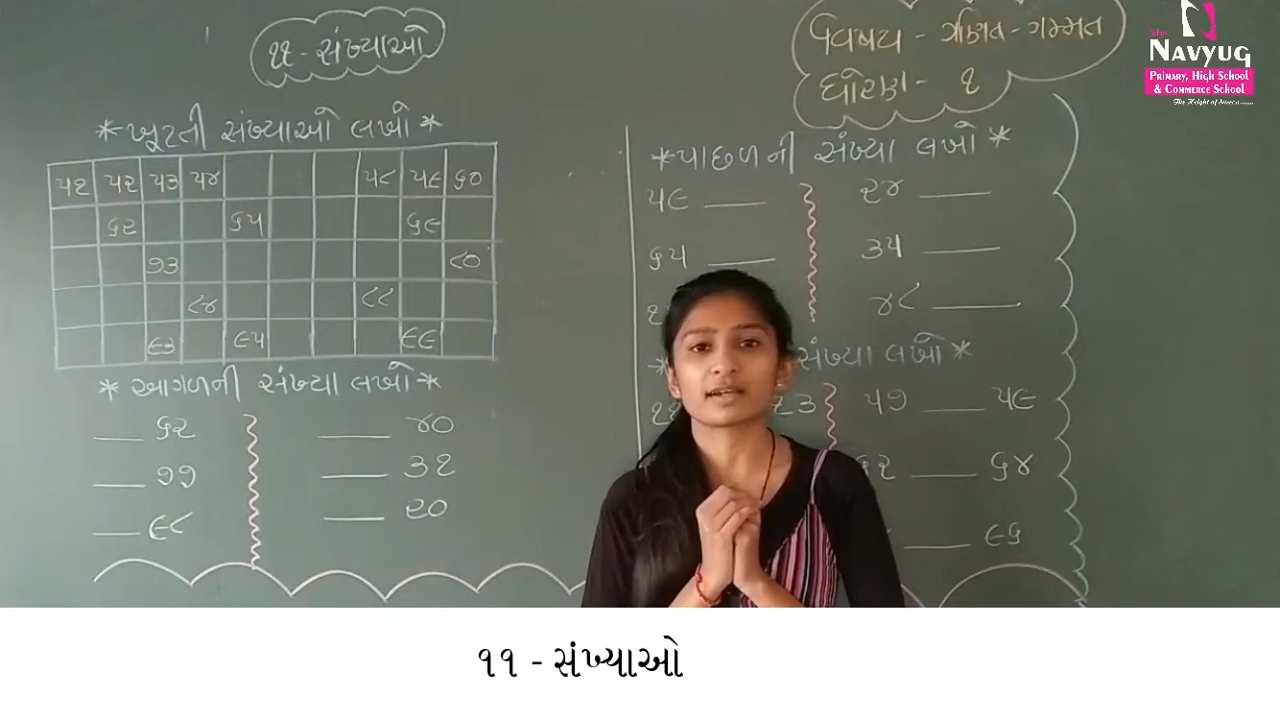 ૧૧-સંખ્યાઓ
વિષય - ગણિત-ગમ્મત
ધોરણ - ૧
The
NAVYUG
PRIMARY, HIGH SCHOOL
& COMMERCE SCHOOL
*ખૂટતી સંખ્યાઓ લખો*
૫૧ ૫૨ ૫૩ ૫૪ ૫૮ ૫૯ ૬૦
૬૨ ૬૫ ૬૯
૭૩ ૮૦
૮૪ ૮૮
૯૩ ૯૫ ૯૯
*આગળની સંખ્યા લખો*
___ ૬૨ ___ ૪૦
___ ૭૭ ___ ૩૧
___ ૯૮ ___ ૨૦
*પાછળની સંખ્યા લખો*
૫૯ ___ ૨૪ ___
૬૫ ___ ૩૫ ___
૪૮ ___
સંખ્યા લખો*
૫૭ ___ ૫૯
૬૨ ___ ૬૪
___ ૯૬
૧૧ - સંખ્યાઓ